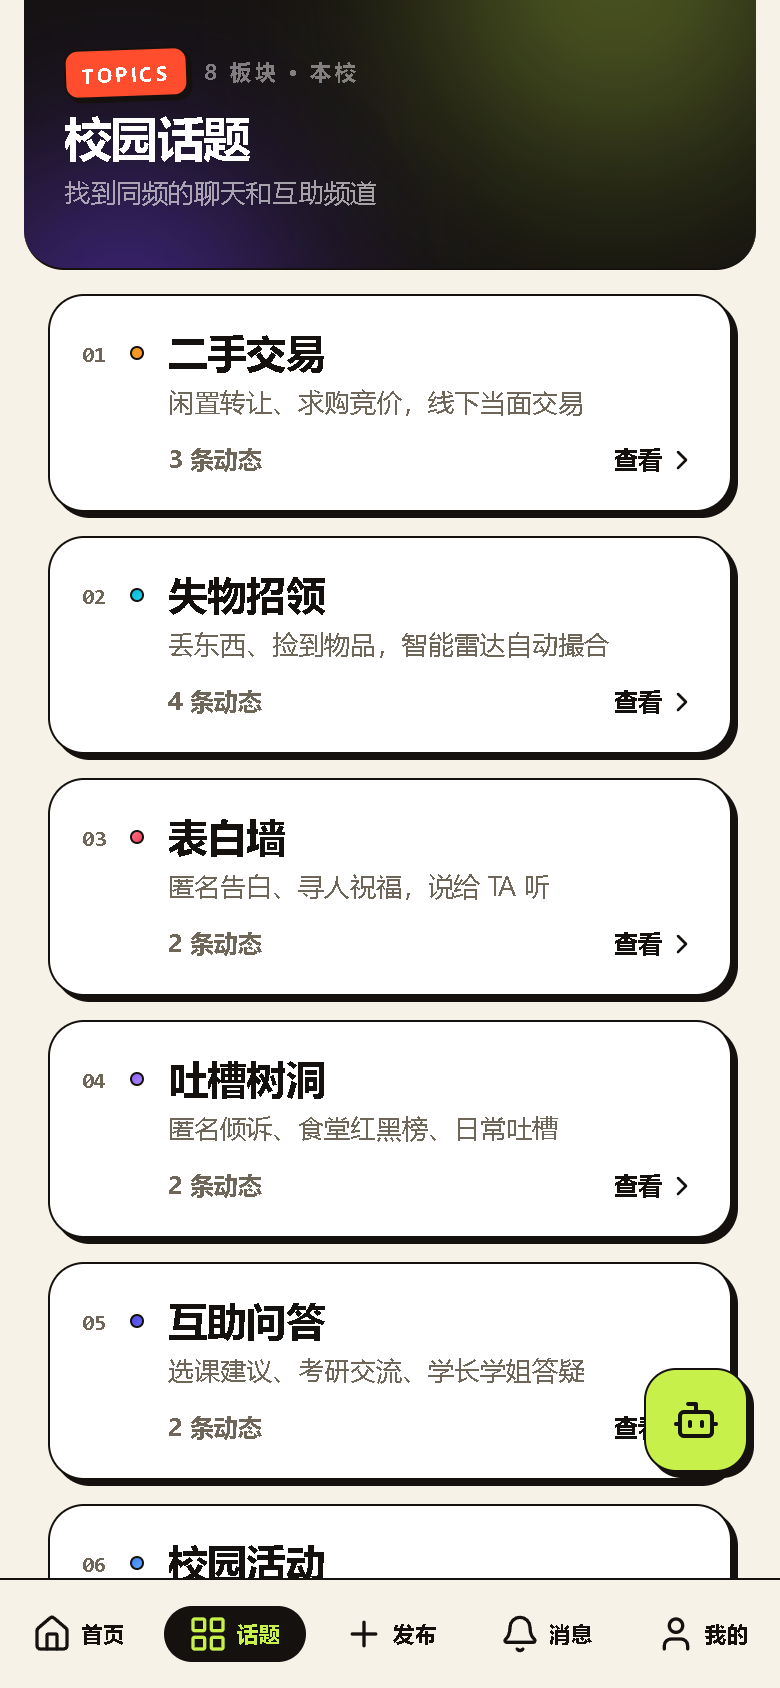 TOPICS 8 板块 · 本校
校园话题
找到同频的聊天和互助频道
01 二手交易
闲置转让、求购竞价，线下当面交易
3 条动态 查看
02 失物招领
丢东西、捡到物品，智能雷达自动撮合
4 条动态 查看
03 表白墙
匿名告白、寻人祝福，说给 TA 听
2 条动态 查看
04 吐槽树洞
匿名倾诉、食堂红黑榜、日常吐槽
2 条动态 查看
05 互助问答
选课建议、考研交流、学长学姐答疑
2 条动态 查
06 校园活动
首页 话题 发布 消息 我的